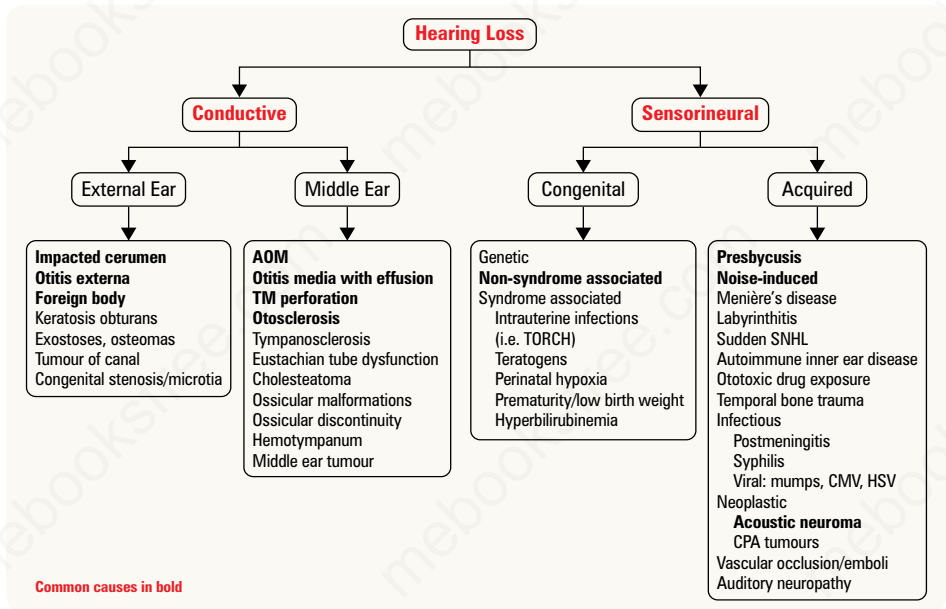 Hearing Loss
Conductive
Sensorineural
External Ear
Middle Ear
Congenital
Acquired
Impacted cerumen
Otitis externa
Foreign body
Keratosis obturans
Exostoses, osteomas
Tumour of canal
Congenital stenosis/microtia
AOM
Otitis media with effusion
TM perforation
Otosclerosis
Tympanosclerosis
Eustachian tube dysfunction
Cholesteatoma
Ossicular malformations
Ossicular discontinuity
Hemotympanum
Middle ear tumour
Genetic
Non-syndrome associated
Syndrome associated
Intrauterine infections
(i.e. TORCH)
Teratogens
Perinatal hypoxia
Prematurity/low birth weight
Hyperbilirubinemia
Presbycusis
Noise-induced
Menière's disease
Labyrinthitis
Sudden SNHL
Autoimmune inner ear disease
Ototoxic drug exposure
Temporal bone trauma
Infectious
Postmeningitis
Syphilis
Viral: mumps, CMV, HSV
Neoplastic
Acoustic neuroma
CPA tumours
Vascular occlusion/emboli
Auditory neuropathy
Common causes in bold